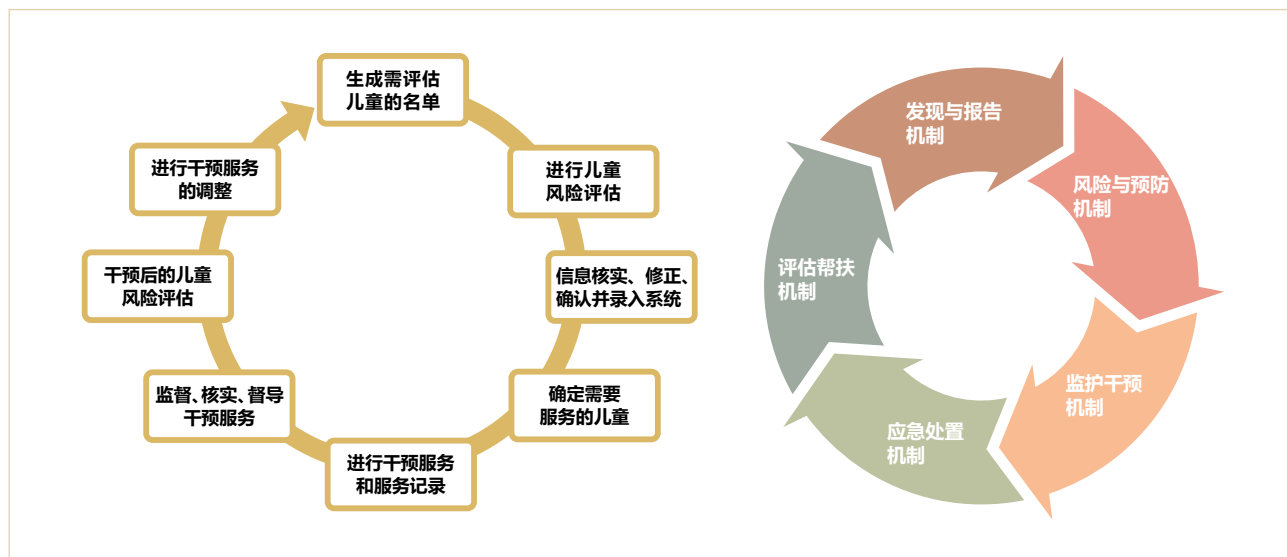 生成需评估
儿童的名单
进行儿童
风险评估
信息核实、修正、
确认并录入系统
确定需要
服务的儿童
进行干预服务
和服务记录
监督、核实、督导
干预服务
干预后的儿童
风险评估
进行干预服务
的调整
发现与报告
机制
风险与预防
机制
监护干预
机制
应急处置
机制
评估帮扶
机制